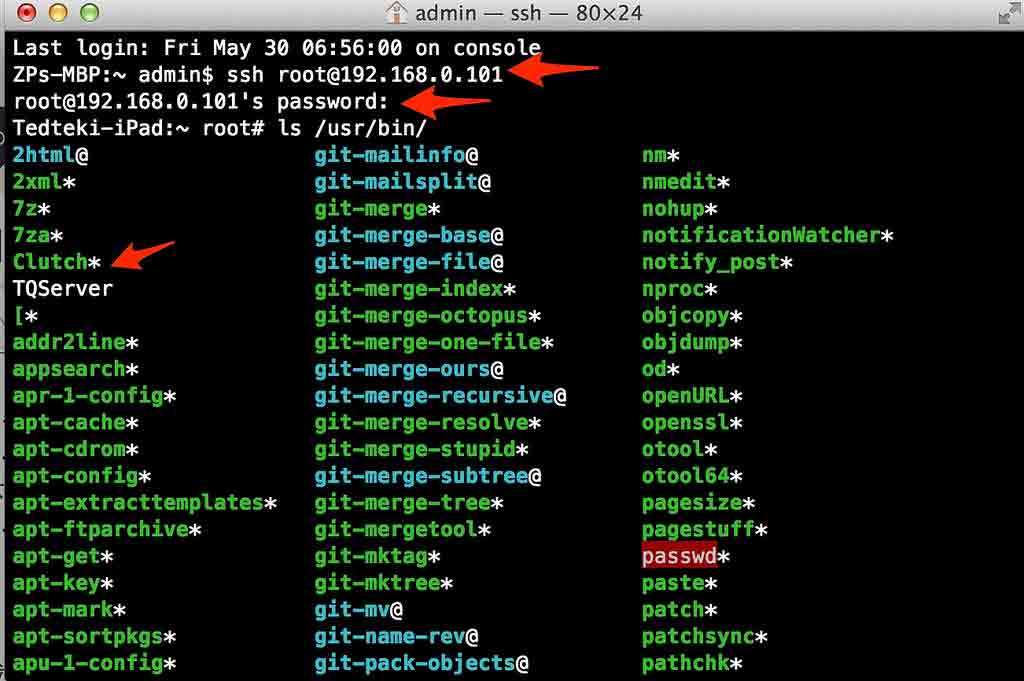 admin — ssh — 80×24
Last login: Fri May 30 06:56:00 on console
ZPs-MBP:~ admin$ ssh root@192.168.0.101
root@192.168.0.101's password:
Tedteki-iPad:~ root# ls /usr/bin/
2html@ git-mailinfo@ nm*
2xml* git-mailsplit@ nmedit*
7z* git-merge* nohup*
7za* git-merge-base@ notificationWatcher*
Clutch* git-merge-file@ notify_post*
TQServer git-merge-index* nproc*
[* git-merge-octopus* objcopy*
addr2line* git-merge-one-file* objdump*
appsearch* git-merge-ours@ od*
apr-1-config* git-merge-recursive@ openURL*
apt-cache* git-merge-resolve* openssl*
apt-cdrom* git-merge-stupid* otool*
apt-config* git-merge-subtree@ otool64*
apt-extracttemplates* git-merge-tree* pagesize*
apt-ftparchive* git-mergetool* pagestuff*
apt-get* git-mktag* passwd*
apt-key* git-mktree* paste*
apt-mark* git-mv@ patch*
apt-sortpkgs* git-name-rev@ patchsync*
apu-1-config* git-pack-objects@ pathchk*